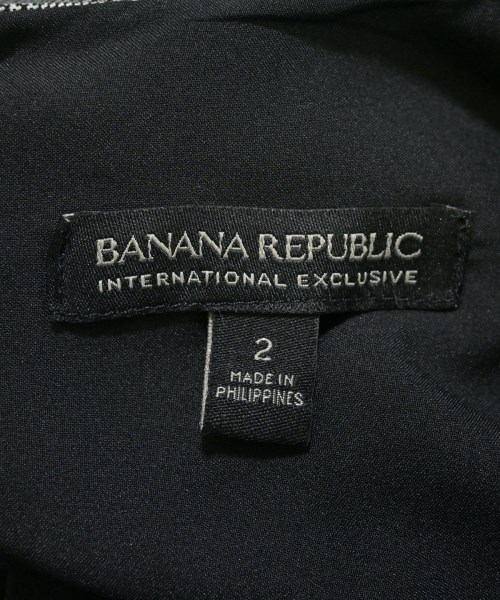 BANANA REPUBLIC
INTERNATIONAL EXCLUSIVE
2
MADE IN
PHILIPPINES